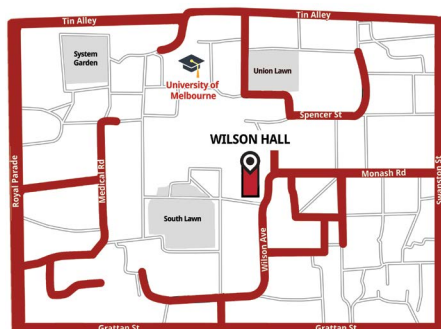 Tin Alley
Tin Alley
System
Garden
Union Lawn
University of
Melbourne
Spencer St
WILSON HALL
Monash Rd
Royal Parade
Medical Rd
Swanston St
South Lawn
Wilson Ave
Grattan St
Grattan St